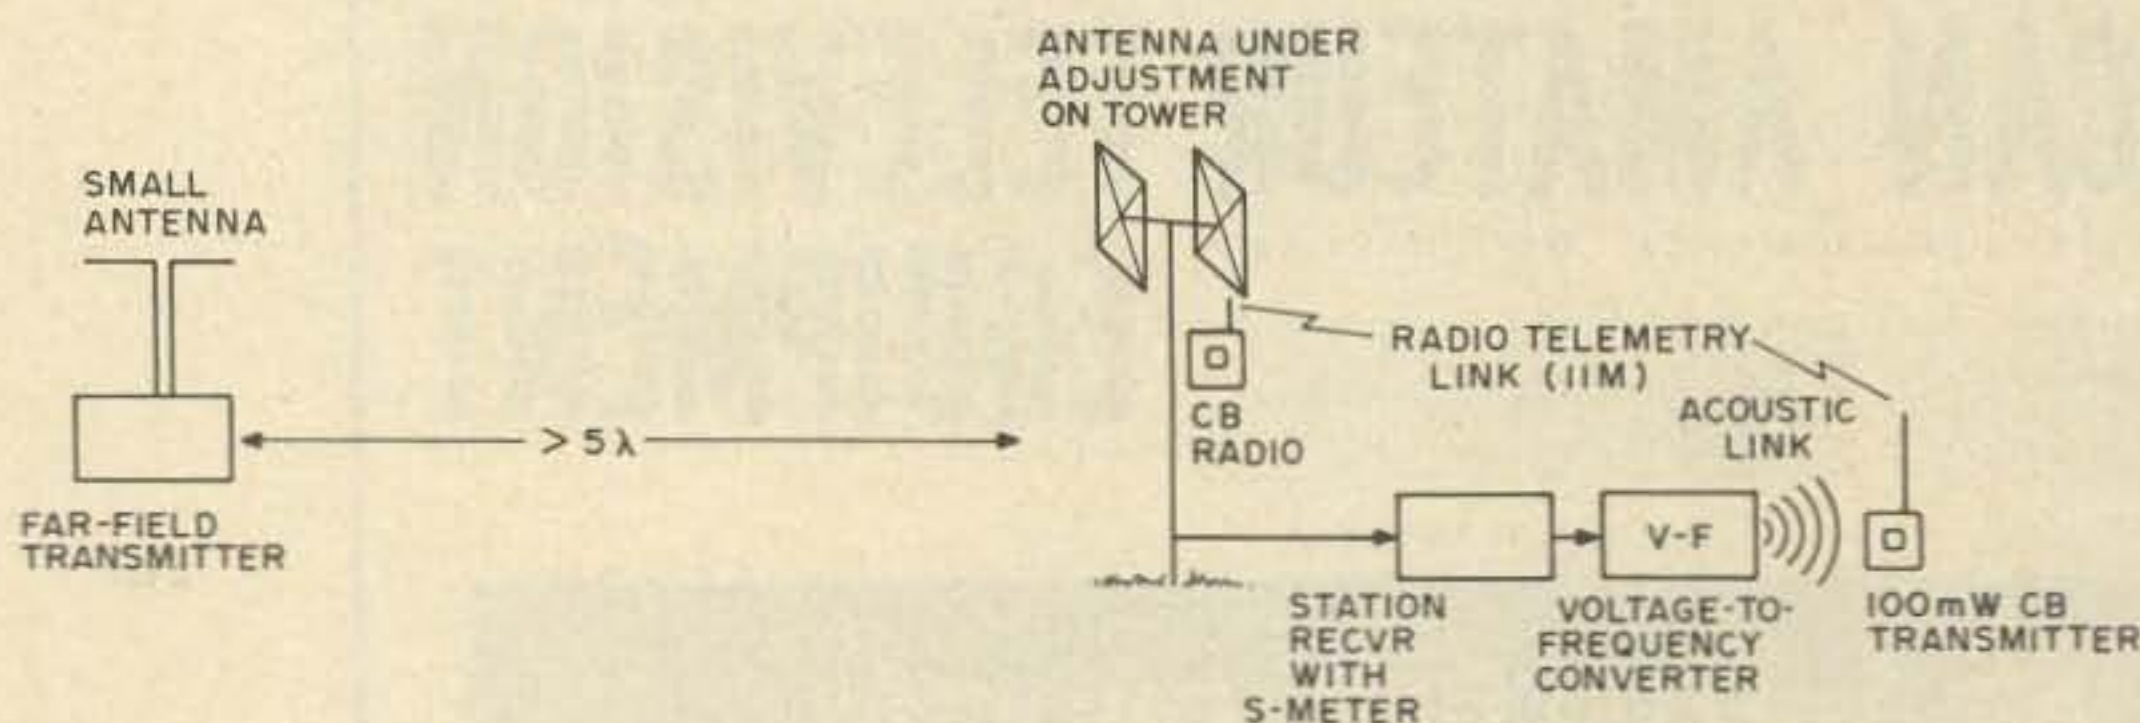 ANTENNA UNDER
ADJUSTMENT
ON TOWER
SMALL
ANTENNA
RADIO TELEMETRY
LINK (11M)
CB
RADIO
ACOUSTIC
LINK
> 5 λ
FAR-FIELD
TRANSMITTER
V-F
STATION
RECVR
WITH
S-METER
VOLTAGE-TO-
FREQUENCY
CONVERTER
100mW CB
TRANSMITTER